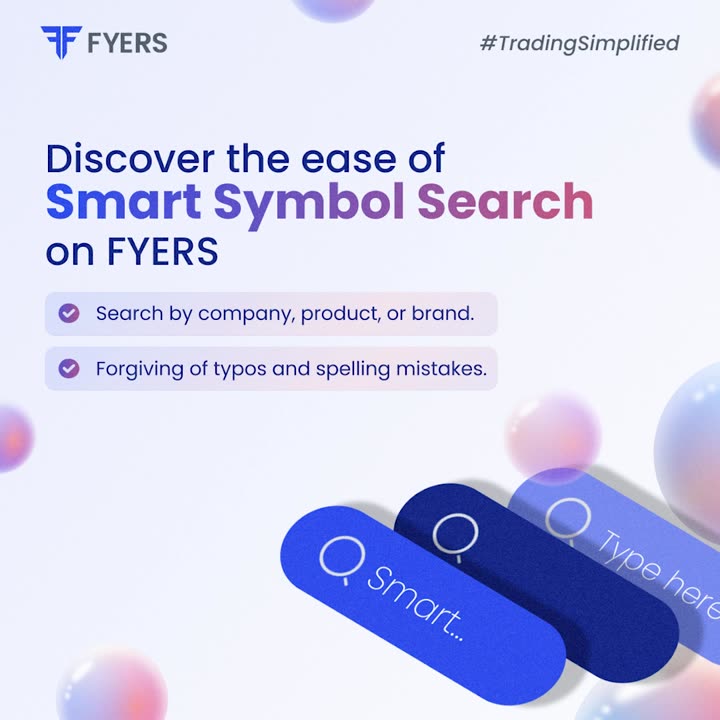 FYERS
#TradingSimplified
Discover the ease of
Smart Symbol Search
on FYERS
Search by company, product, or brand.
Forgiving of typos and spelling mistakes.
Smart...
Type here